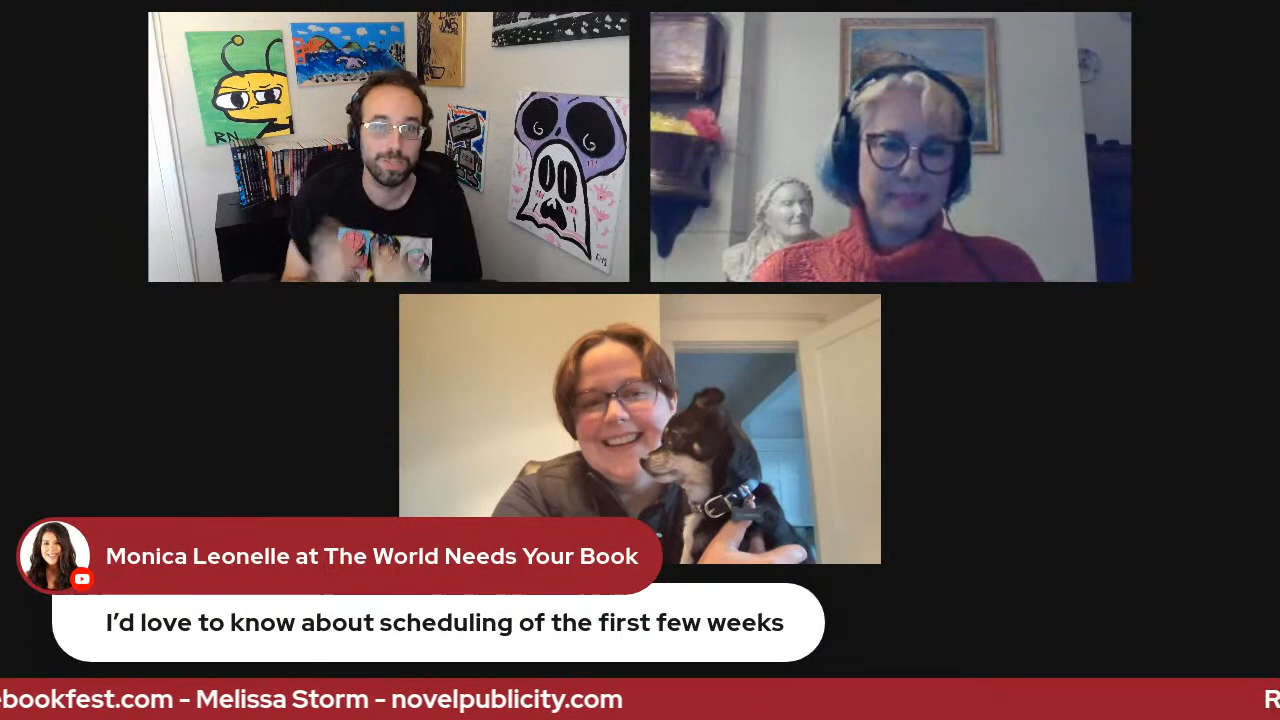 RN
Monica Leonelle at The World Needs Your Book
I’d love to know about scheduling of the first few weeks
ebookfest.com - Melissa Storm - novelpublicity.com
R